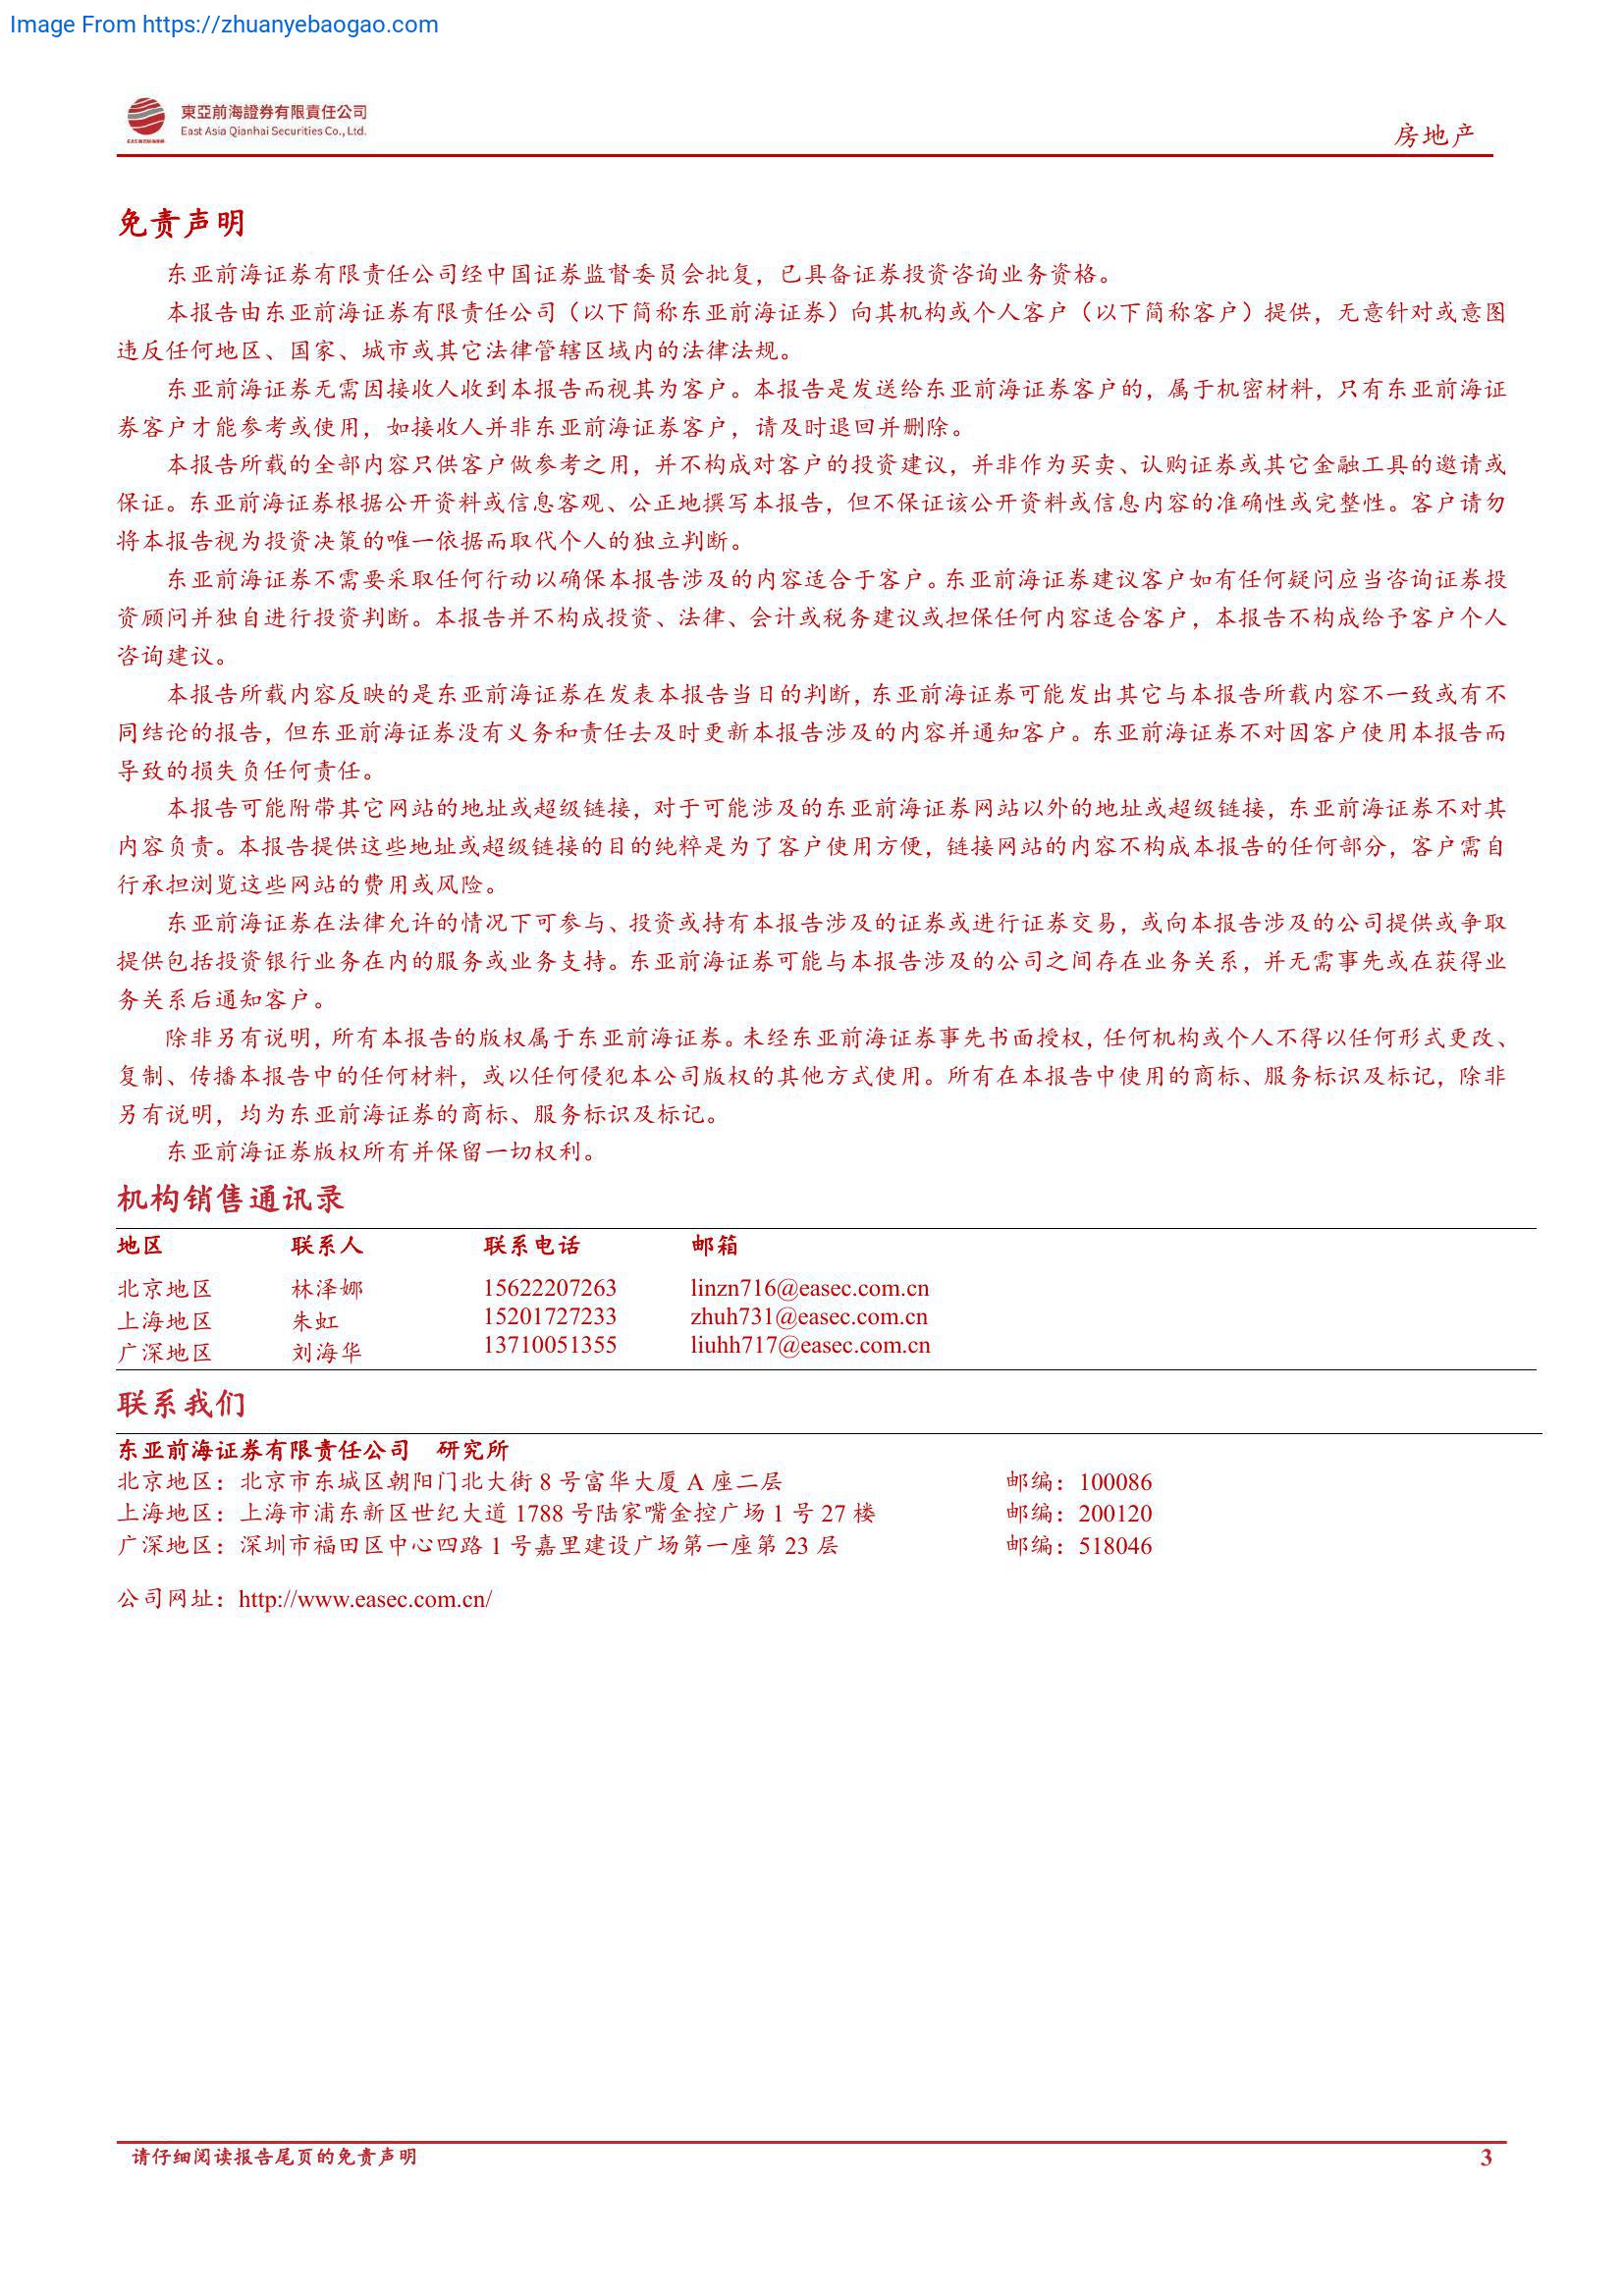 Image From https://zhuanyebaogao.com
東亞前海證券有限責任公司
East Asia Qianhai Securities Co., Ltd.
房地产
免责声明
东亚前海证券有限责任公司经中国证券监督委员会批复，已具备证券投资咨询业务资格。
本报告由东亚前海证券有限责任公司（以下简称东亚前海证券）向其机构或个人客户（以下简称客户）提供，无意针对或意图
违反任何地区、国家、城市或其它法律管辖区域内的法律法规。
东亚前海证券无需因接收人收到本报告而视其为客户。本报告是发送给东亚前海证券客户的，属于机密材料，只有东亚前海证
券客户才能参考或使用，如接收人并非东亚前海证券客户，请及时退回并删除。
本报告所载的全部内容只供客户做参考之用，并不构成对客户的投资建议，并非作为买卖、认购证券或其它金融工具的邀请或
保证。东亚前海证券根据公开资料或信息客观、公正地撰写本报告，但不保证该公开资料或信息内容的准确性或完整性。客户请勿
将本报告视为投资决策的唯一依据而取代个人的独立判断。
东亚前海证券不需要采取任何行动以确保本报告涉及的内容适合于客户。东亚前海证券建议客户如有任何疑问应当咨询证券投
资顾问并独自进行投资判断。本报告并不构成投资、法律、会计或税务建议或担保任何内容适合客户，本报告不构成给予客户个人
咨询建议。
本报告所载内容反映的是东亚前海证券在发表本报告当日的判断，东亚前海证券可能发出其它与本报告所载内容不一致或有不
同结论的报告，但东亚前海证券没有义务和责任去及时更新本报告涉及的内容并通知客户。东亚前海证券不对因客户使用本报告而
导致的损失负任何责任。
本报告可能附带其它网站的地址或超级链接，对于可能涉及的东亚前海证券网站以外的地址或超级链接，东亚前海证券不对其
内容负责。本报告提供这些地址或超级链接的目的纯粹是为了客户使用方便，链接网站的内容不构成本报告的任何部分，客户需自
行承担浏览这些网站的费用或风险。
东亚前海证券在法律允许的情况下可参与、投资或持有本报告涉及的证券或进行证券交易，或向本报告涉及的公司提供或争取
提供包括投资银行业务在内的服务或业务支持。东亚前海证券可能与本报告涉及的公司之间存在业务关系，并无需事先或在获得业
务关系后通知客户。
除非另有说明，所有本报告的版权属于东亚前海证券。未经东亚前海证券事先书面授权，任何机构或个人不得以任何形式更改、
复制、传播本报告中的任何材料，或以任何侵犯本公司版权的其他方式使用。所有在本报告中使用的商标、服务标识及标记，除非
另有说明，均为东亚前海证券的商标、服务标识及标记。
东亚前海证券版权所有并保留一切权利。
机构销售通讯录
地区 联系人 联系电话 邮箱
北京地区 林泽娜 15622207263 linzn716@easec.com.cn
上海地区 朱虹 15201727233 zhuh731@easec.com.cn
广深地区 刘海华 13710051355 liuhh717@easec.com.cn
联系我们
东亚前海证券有限责任公司 研究所
北京地区：北京市东城区朝阳门北大街 8 号富华大厦 A 座二层 邮编：100086
上海地区：上海市浦东新区世纪大道 1788 号陆家嘴金控广场 1 号 27 楼 邮编：200120
广深地区：深圳市福田区中心四路 1 号嘉里建设广场第一座第 23 层 邮编：518046
公司网址：http://www.easec.com.cn/
请仔细阅读报告尾页的免责声明 3